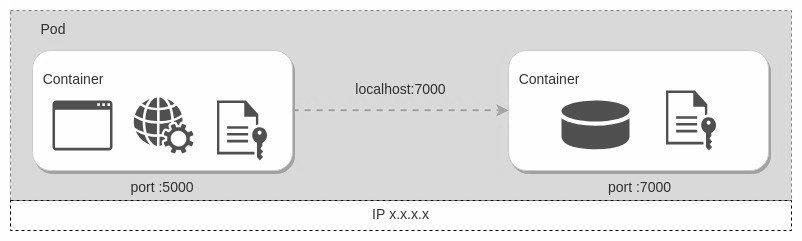 Pod
Container
localhost:7000
Container
port :5000
port :7000
IP x.x.x.x